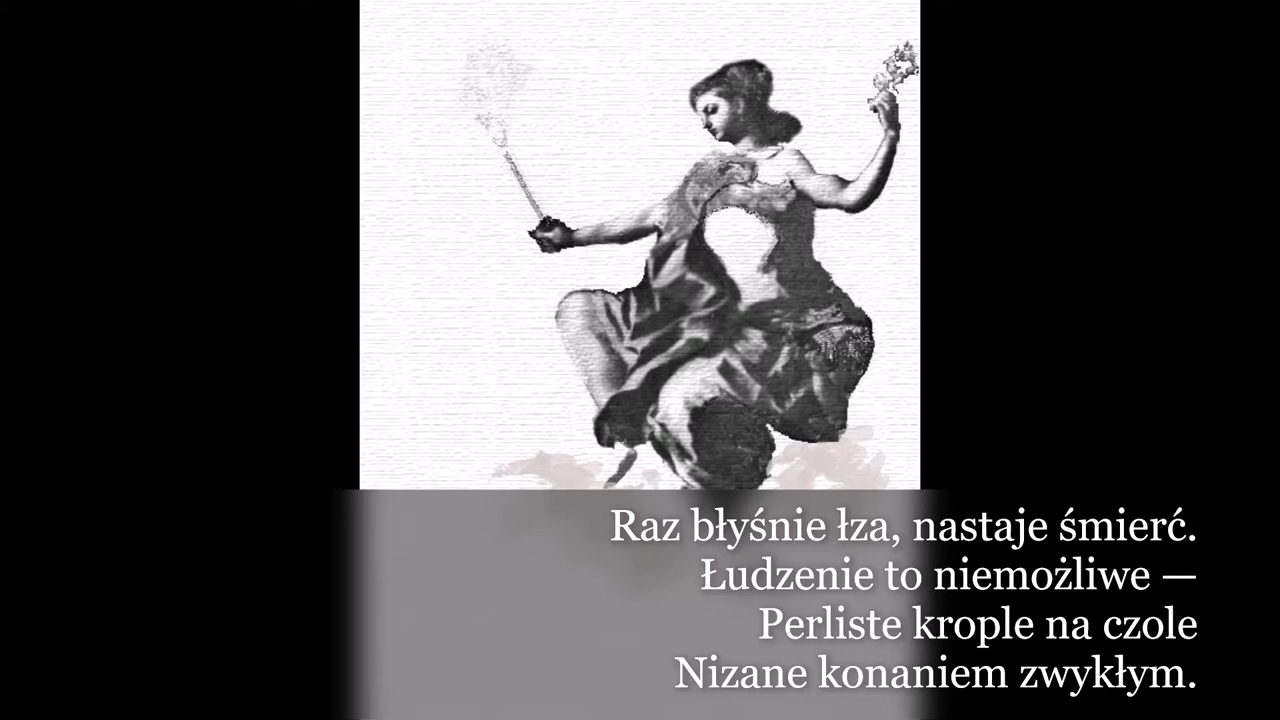 Raz błyśnie łza, nastaje śmierć.
Łudzenie to niemożliwe —
Perliste krople na czole
Nizane konaniem zwykłym.